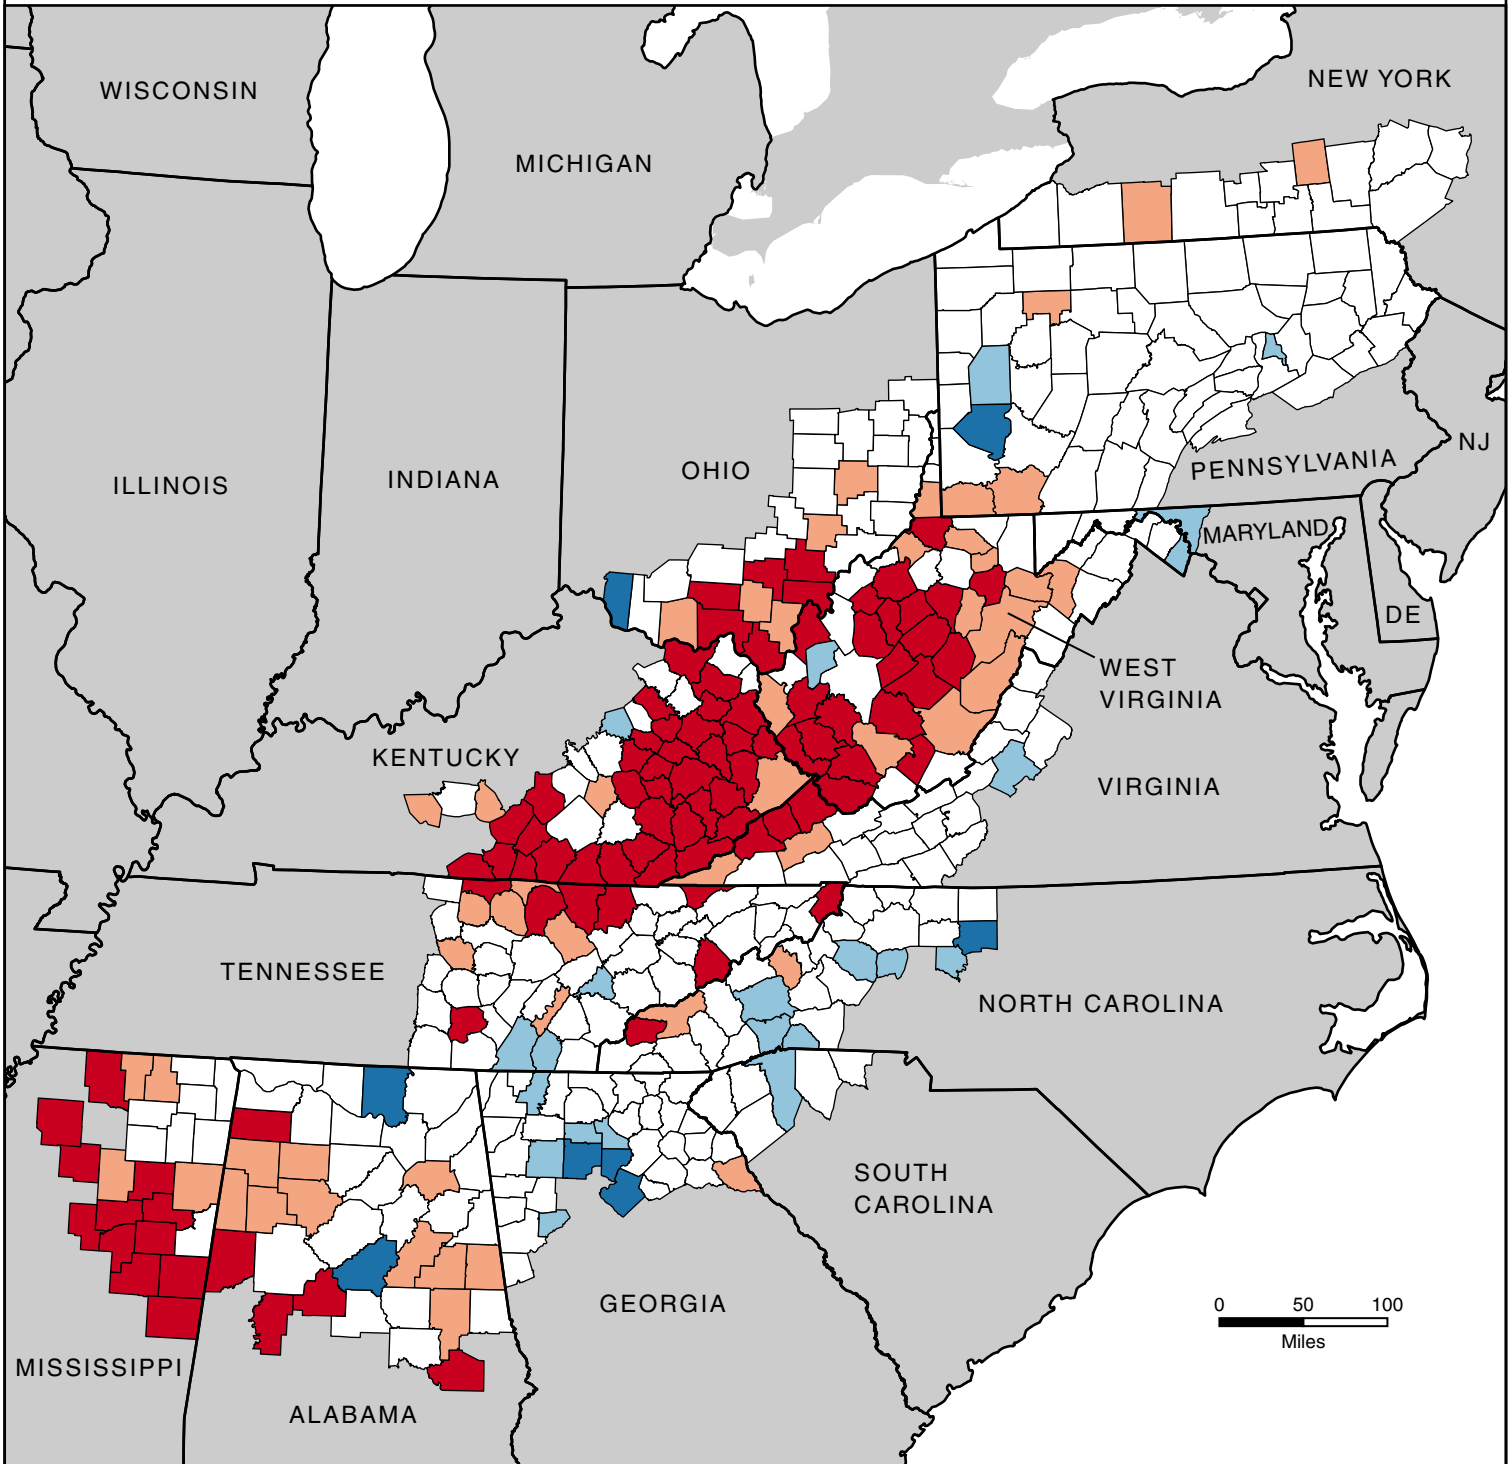 NEW YORK
WISCONSIN
MICHIGAN
NJ
PENNSYLVANIA
OHIO
INDIANA
ILLINOIS
MARYLAND
DE
WEST
VIRGINIA
KENTUCKY
VIRGINIA
TENNESSEE
NORTH CAROLINA
SOUTH
CAROLINA
GEORGIA
0 50 100
Miles
MISSISSIPPI
ALABAMA